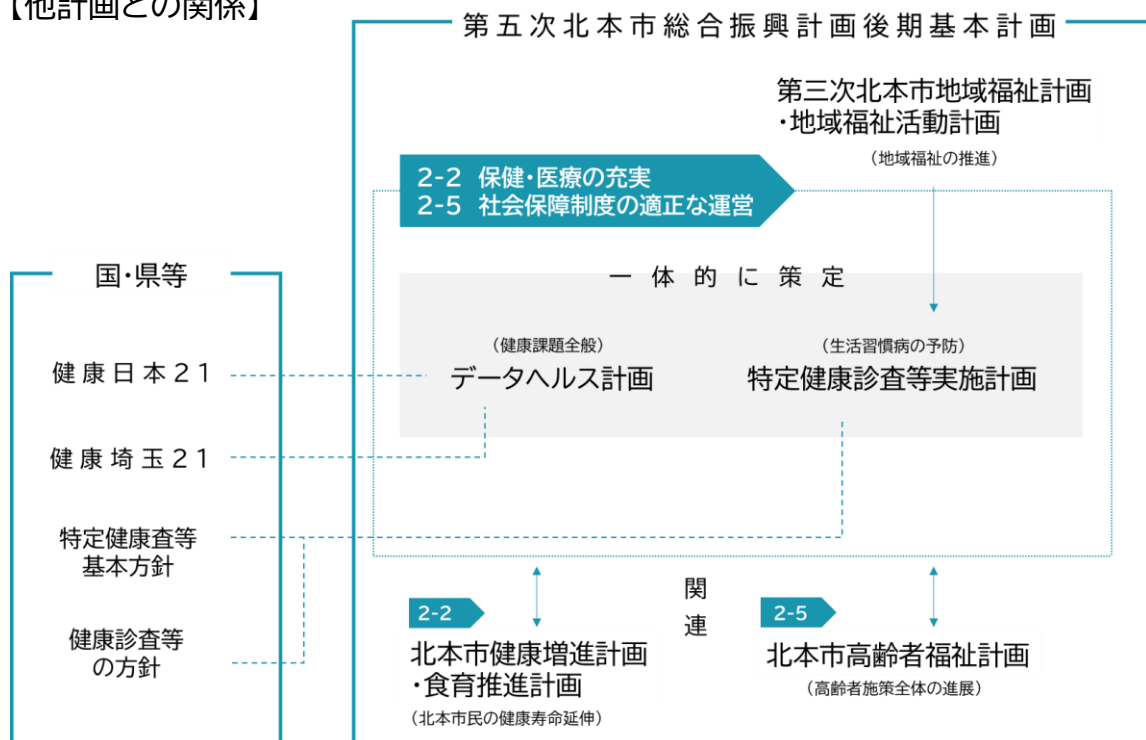 【他計画との関係】
第五次北本市総合振興計画後期基本計画
第三次北本市地域福祉計画
・地域福祉活動計画
（地域福祉の推進）
2-2 保健・医療の充実
2-5 社会保障制度の適正な運営
国・県等
一体的に策定
（健康課題全般）
データヘルス計画
（生活習慣病の予防）
特定健康診査等実施計画
健康日本21
健康埼玉21
特定健康査等
基本方針
健康診査等
の方針
関
連
2-2
北本市健康増進計画
・食育推進計画
（北本市民の健康寿命延伸）
2-5
北本市高齢者福祉計画
（高齢者施策全体の進展）